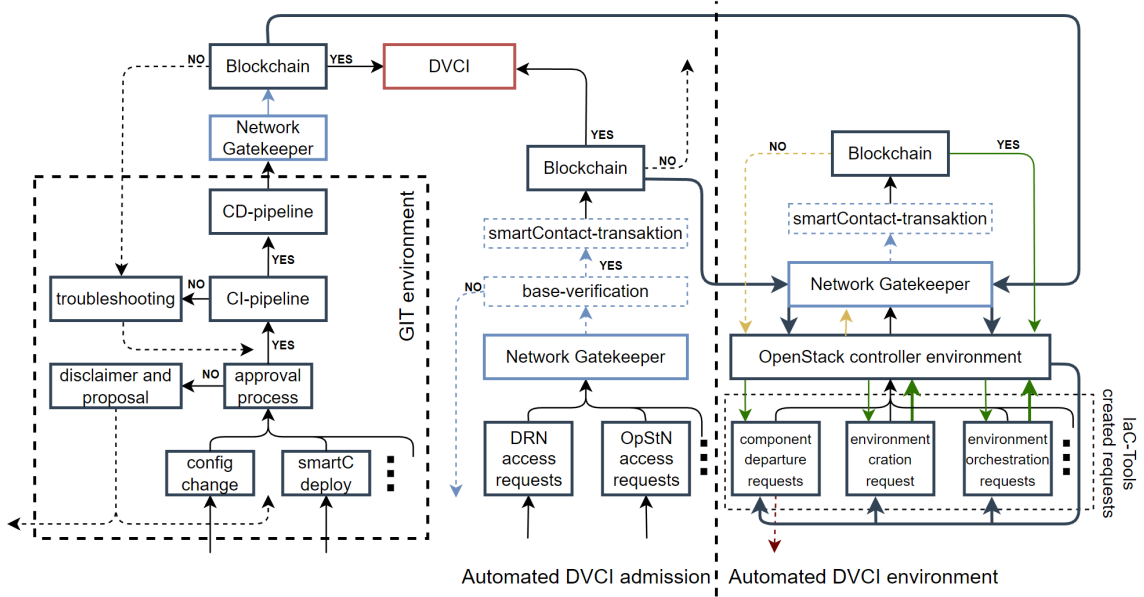 NO
Blockchain
YES
DVCI
Network
Gatekeeper
GIT environment
CD-pipeline
YES
troubleshooting
NO
CI-pipeline
YES
disclaimer and
proposal
NO
approval
process
config
change
smartC
deploy
YES
Blockchain
NO
smartContact-transaktion
YES
NO
base-verification
Network Gatekeeper
DRN
access
requests
OpStN
access
requests
Automated DVCI admission
NO
Blockchain
YES
smartContact-transaktion
Network Gatekeeper
OpenStack controller environment
component
departure
requests
environment
cration
request
environment
orchestration
requests
IaC-Tools
created requests
Automated DVCI environment